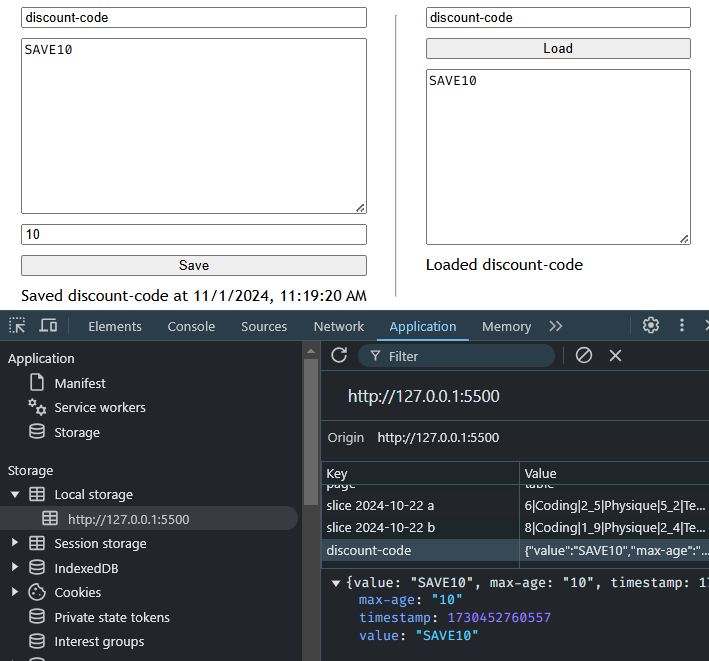 discount-code
SAVE10
10
Save
Saved discount-code at 11/1/2024, 11:19:20 AM
discount-code
Load
SAVE10
Loaded discount-code
Elements Console Sources Network Application Memory
Application
Manifest
Service workers
Storage
Storage
Local storage
http://127.0.0.1:5500
Session storage
IndexedDB
Cookies
Private state tokens
Interest groups
Filter
http://127.0.0.1:5500
Origin http://127.0.0.1:5500
Key Value
page table
slice 2024-10-22 a 6|Coding|2_5|Physique|5_2|Te...
slice 2024-10-22 b 8|Coding|1_9|Physique|2_4|Te...
discount-code {"value":"SAVE10","max-age":"...
{value: "SAVE10", max-age: "10", timestamp: 17
max-age: "10"
timestamp: 1730452760557
value: "SAVE10"